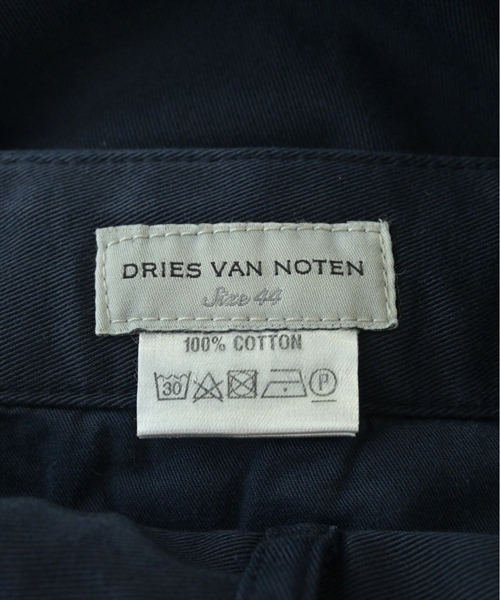 DRIES VAN NOTEN
Size 44
100% COTTON
30 P